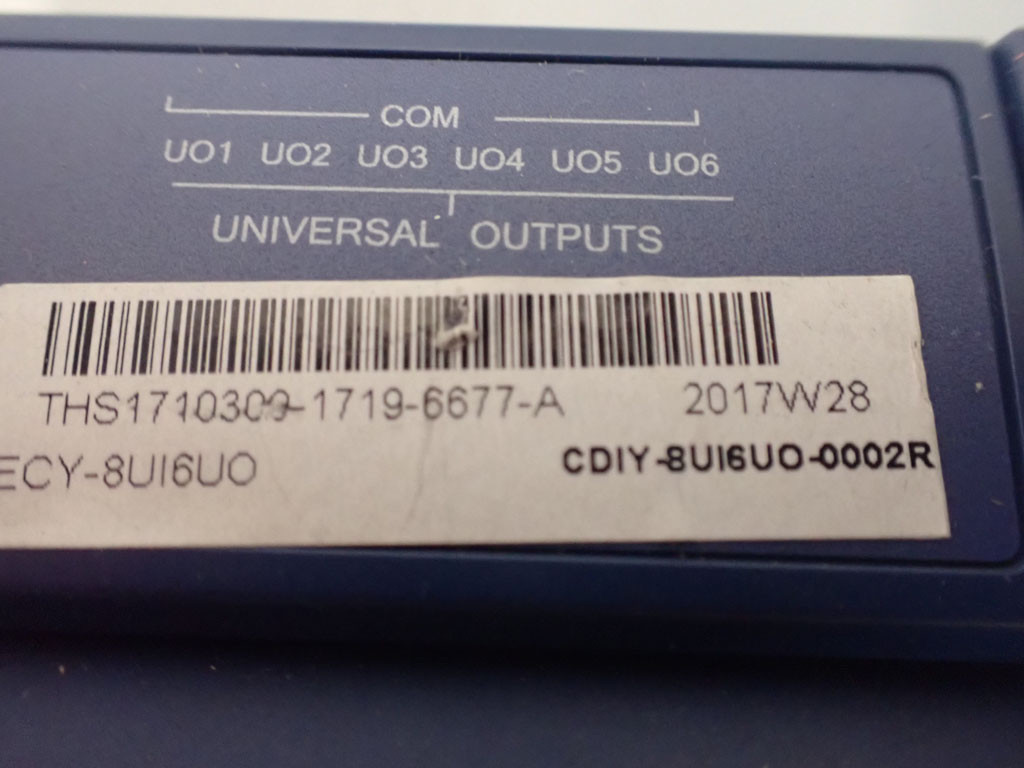 COM
UO1 UO2 UO3 UO4 UO5 UO6
UNIVERSAL OUTPUTS
THS1710309-1719-6677-A 2017W28
ECY-8UI6UO CDIY-8UI6UO-0002R